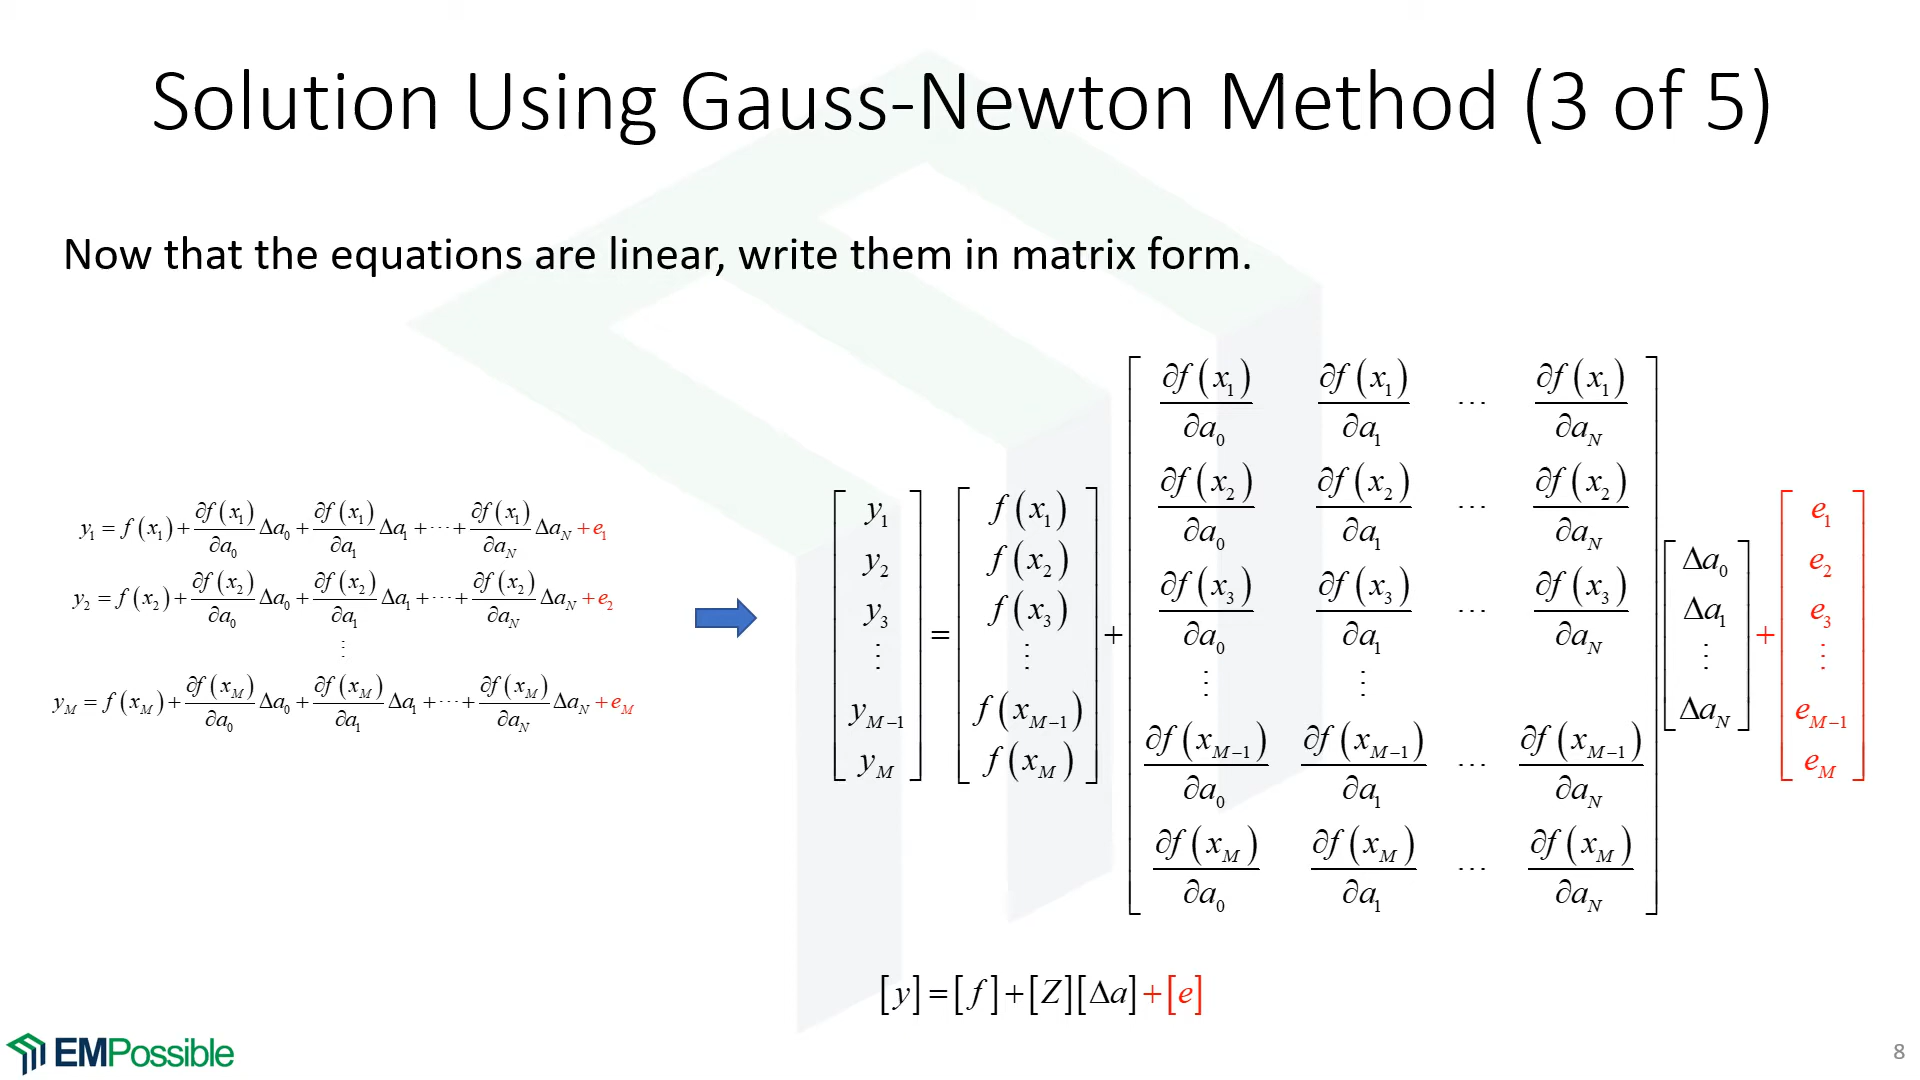 Solution Using Gauss-Newton Method (3 of 5)
Now that the equations are linear, write them in matrix form.
y₁ = f(x₁) + ∂f(x₁)/∂a₀ Δa₀ + ∂f(x₁)/∂a₁ Δa₁ + ⋯ + ∂f(x₁)/∂a_N Δa_N + e₁
y₂ = f(x₂) + ∂f(x₂)/∂a₀ Δa₀ + ∂f(x₂)/∂a₁ Δa₁ + ⋯ + ∂f(x₂)/∂a_N Δa_N + e₂
⋮
y_M = f(x_M) + ∂f(x_M)/∂a₀ Δa₀ + ∂f(x_M)/∂a₁ Δa₁ + ⋯ + ∂f(x_M)/∂a_N Δa_N + e_M
[y₁ y₂ y₃ ⋮ y_{M−1} y_M]
=
[f(x₁) f(x₂) f(x₃) ⋮ f(x_{M−1}) f(x_M)]
+
[∂f(x₁)/∂a₀ ∂f(x₁)/∂a₁ ⋯ ∂f(x₁)/∂a_N
∂f(x₂)/∂a₀ ∂f(x₂)/∂a₁ ⋯ ∂f(x₂)/∂a_N
∂f(x₃)/∂a₀ ∂f(x₃)/∂a₁ ⋯ ∂f(x₃)/∂a_N
⋮ ⋮
∂f(x_{M−1})/∂a₀ ∂f(x_{M−1})/∂a₁ ⋯ ∂f(x_{M−1})/∂a_N
∂f(x_M)/∂a₀ ∂f(x_M)/∂a₁ ⋯ ∂f(x_M)/∂a_N]
[Δa₀ Δa₁ ⋮ Δa_N]
+
[e₁ e₂ e₃ ⋮ e_{M−1} e_M]
[y] = [f] + [Z][Δa] + [e]
EMPossible
8